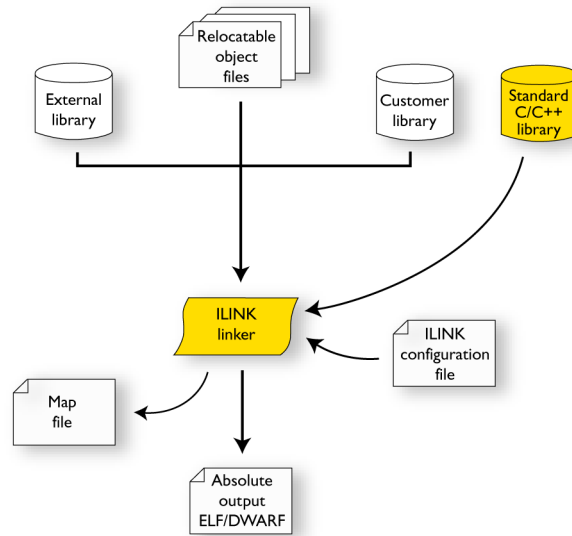 Relocatable
object
files
External
library
Customer
library
Standard
C/C++
library
ILINK
linker
ILINK
configuration
file
Map
file
Absolute
output
ELF/DWARF